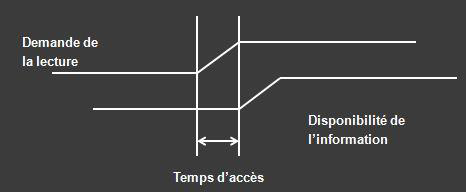 Demande de
la lecture
Disponibilité de
l’information
Temps d’accès